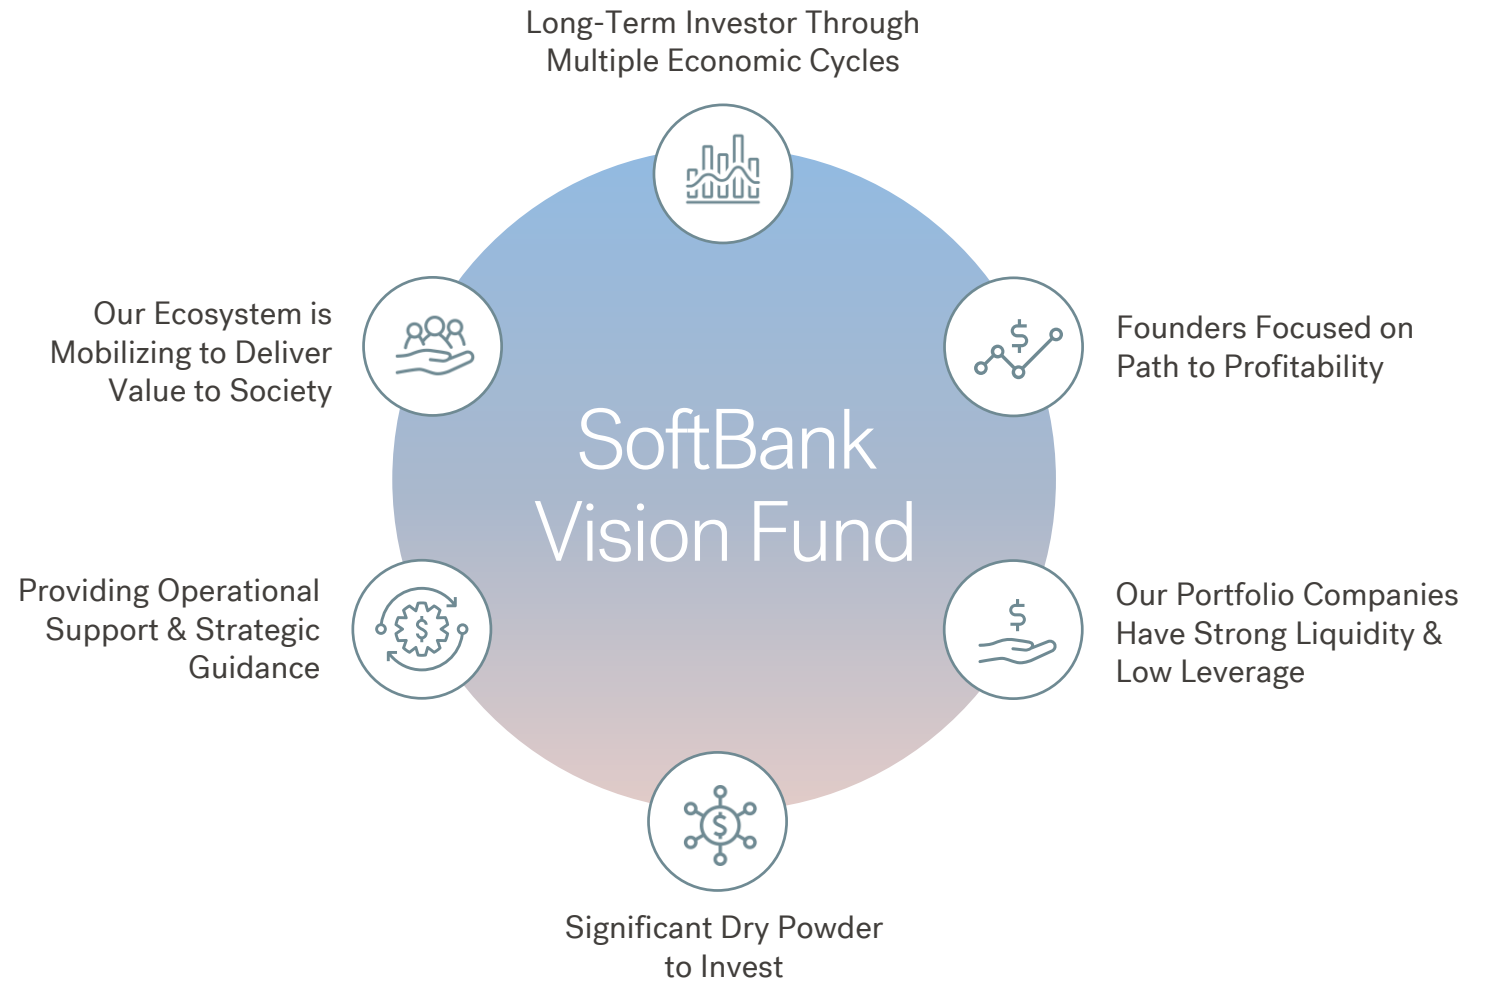 Long-Term Investor Through
Multiple Economic Cycles
Founders Focused on
Path to Profitability
Our Portfolio Companies
Have Strong Liquidity &
Low Leverage
Significant Dry Powder
to Invest
Providing Operational
Support & Strategic
Guidance
Our Ecosystem is
Mobilizing to Deliver
Value to Society
SoftBank
Vision Fund
$
$
$
$